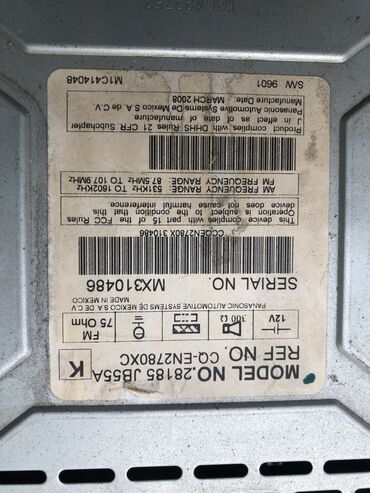 MODEL NO.28185 JB55A
REF NO. CQ-EN2780XC
K
12V
300 Ω
FM
75 Ohm
PANASONIC AUTOMOTIVE SYSTEMS DE MEXICO S.A DE C.V
MADE IN MEXICO
SERIAL NO. MX310486
CQEN2780X 310486
This device complies with part 15 of the FCC Rules
Operation is subject to the condition that this
device does not cause harmful interference.
AM FREQUENCY RANGE: 531KHz TO 1602KHz
FM FREQUENCY RANGE: 87.5MHz TO 107.9MHz
Product complies with DHHS Rules 21 CFR Subchapter
J in effect as of date of manufacture
Panasonic Automotive Systems De Mexico S.A. de C.V.
Manufacture Date: MARCH 2008
S/W 9601 M1C414048